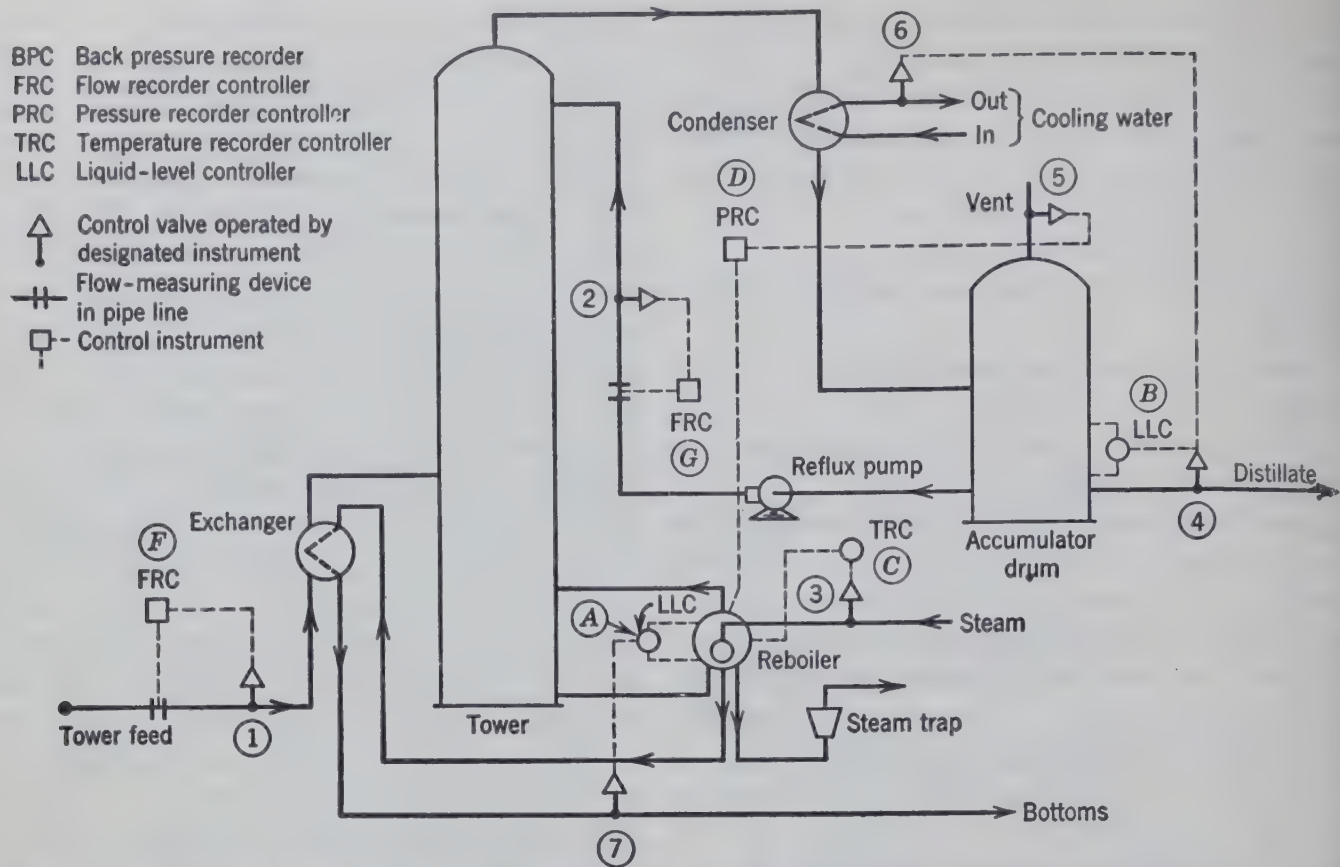 BPC Back pressure recorder
FRC Flow recorder controller
PRC Pressure recorder controller
TRC Temperature recorder controller
LLC Liquid-level controller
Control valve operated by
designated instrument
Flow-measuring device
in pipe line
Control instrument
6
Condenser
Out
In
Cooling water
D
PRC
Vent
5
2
FRC
G
B
LLC
Reflux pump
Distillate
4
Accumulator
drum
Exchanger
F
FRC
TRC
C
3
A
LLC
Steam
Reboiler
Tower feed
1
Tower
Steam trap
Bottoms
7